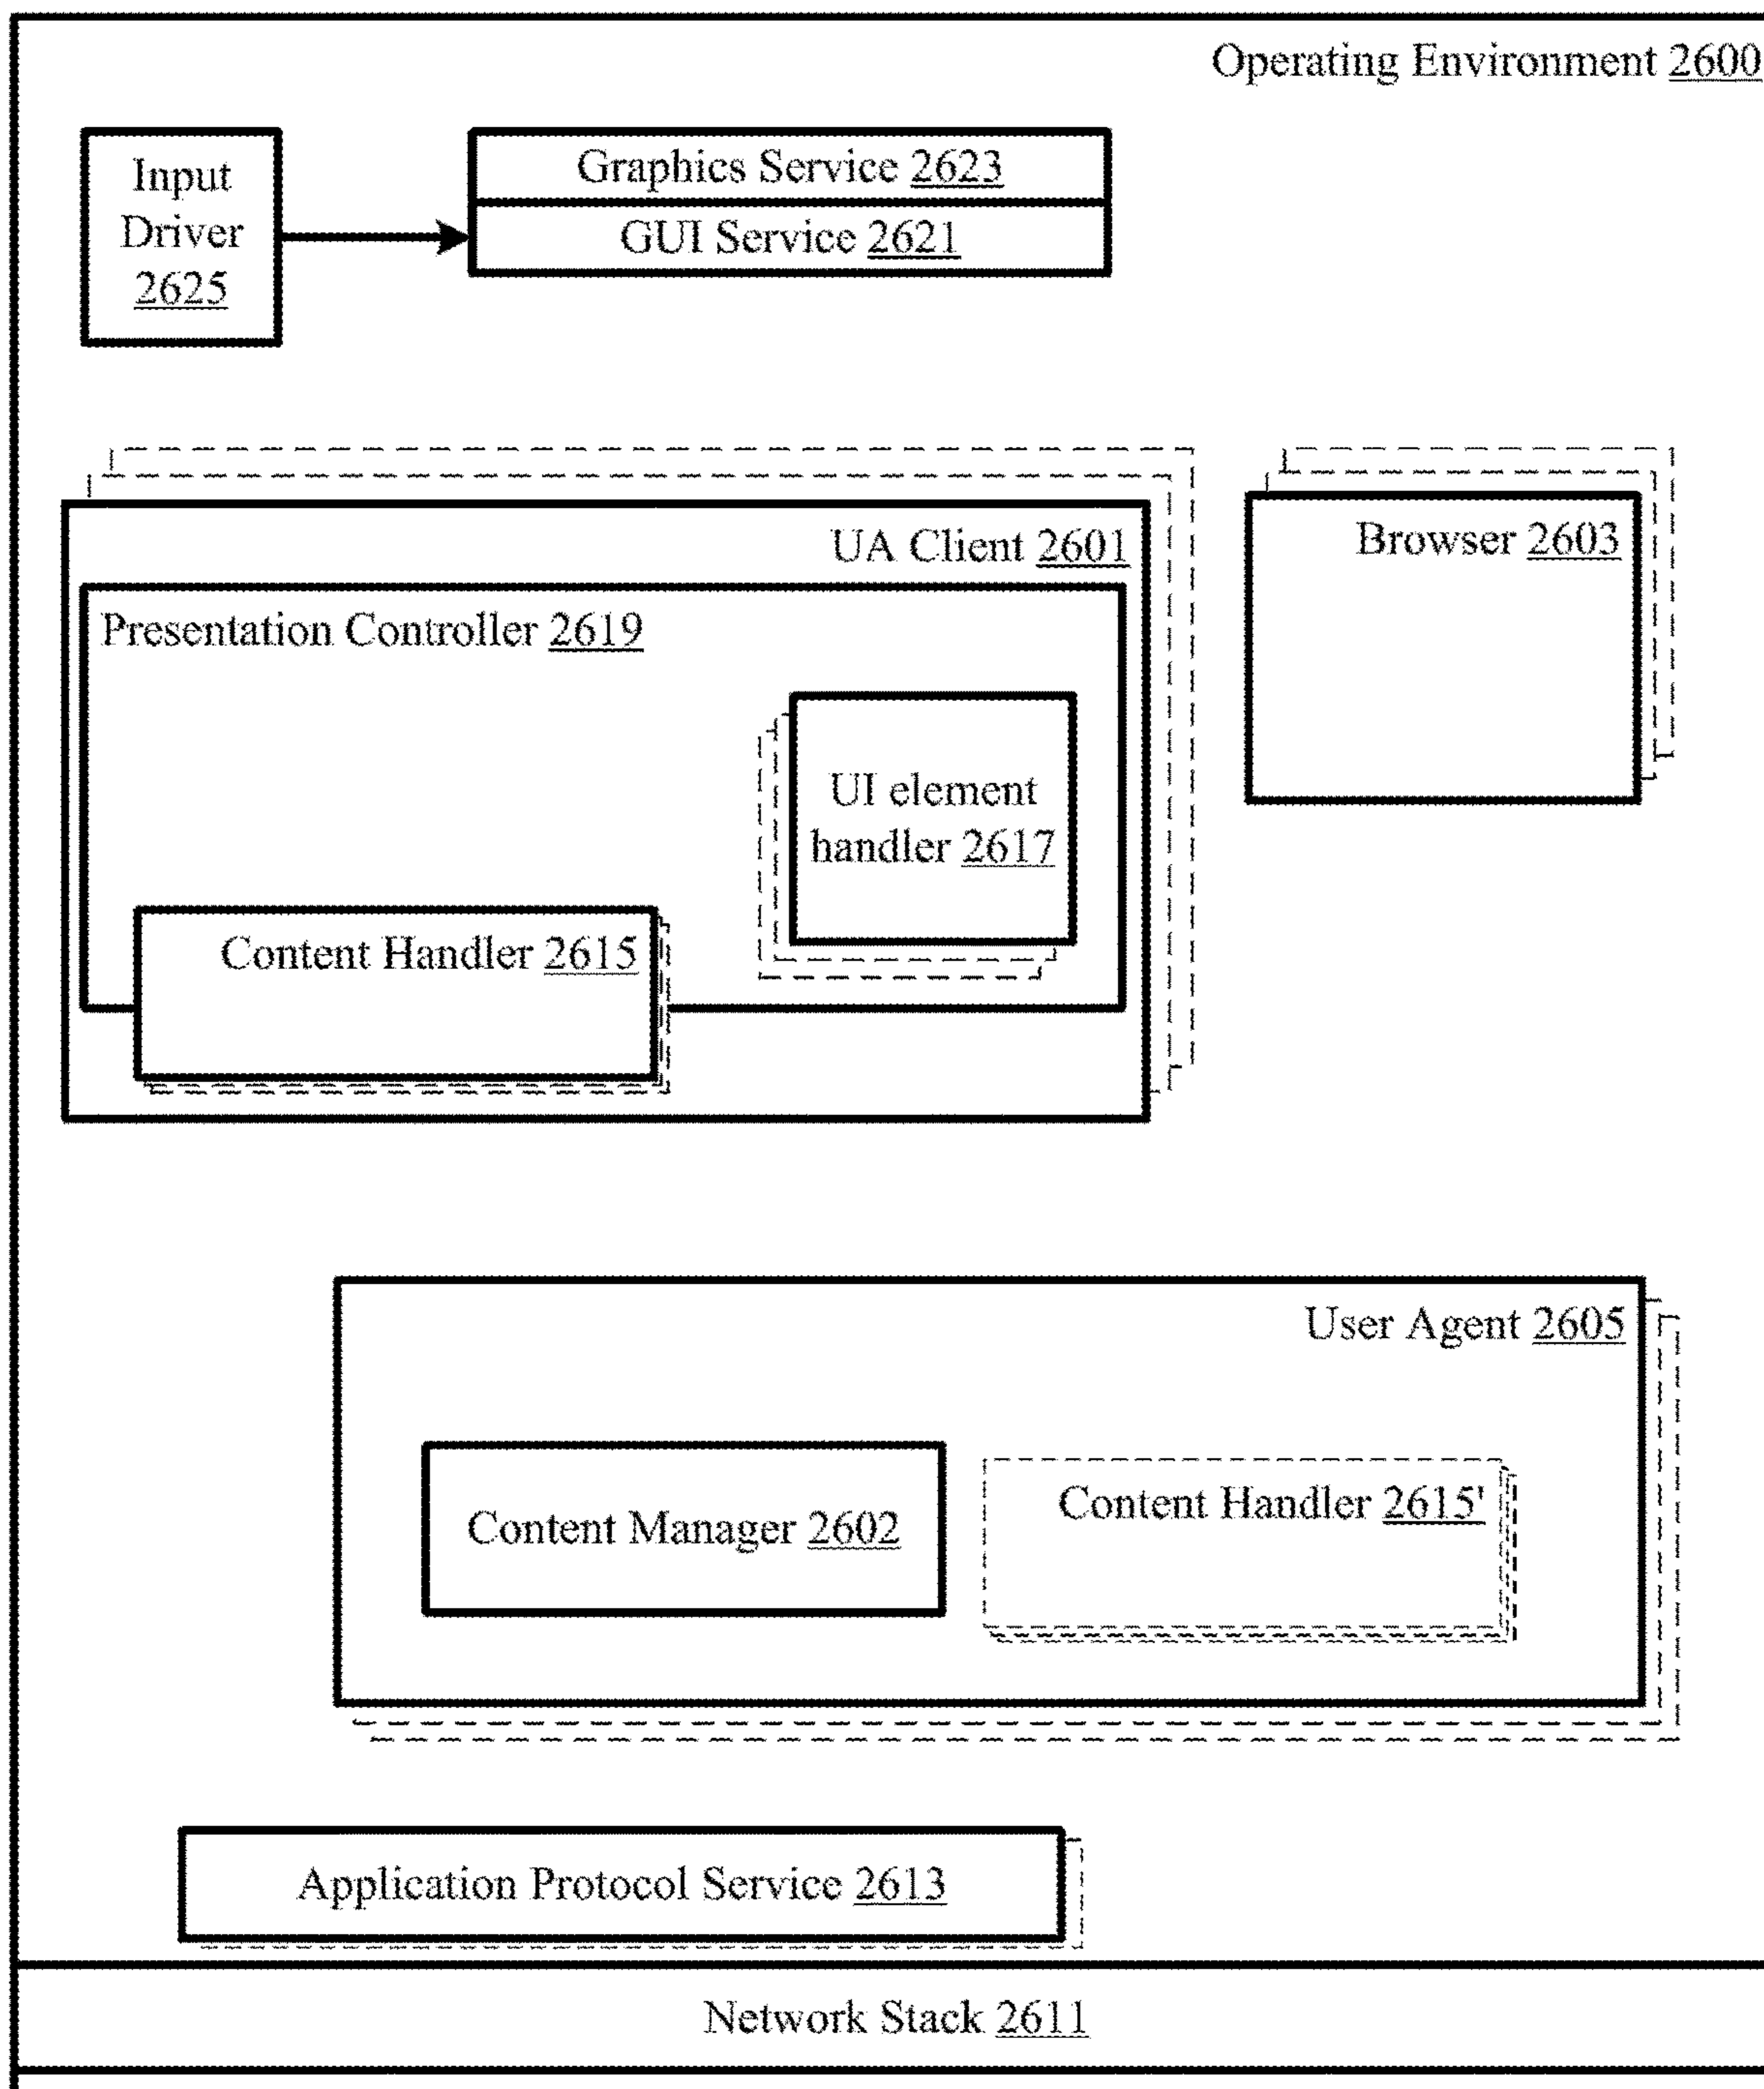 Operating Environment 2600
Input
Driver
2625
Graphics Service 2623
GUI Service 2621
UA Client 2601
Browser 2603
Presentation Controller 2619
UI element
handler 2617
Content Handler 2615
User Agent 2605
Content Manager 2602
Content Handler 2615'
Application Protocol Service 2613
Network Stack 2611